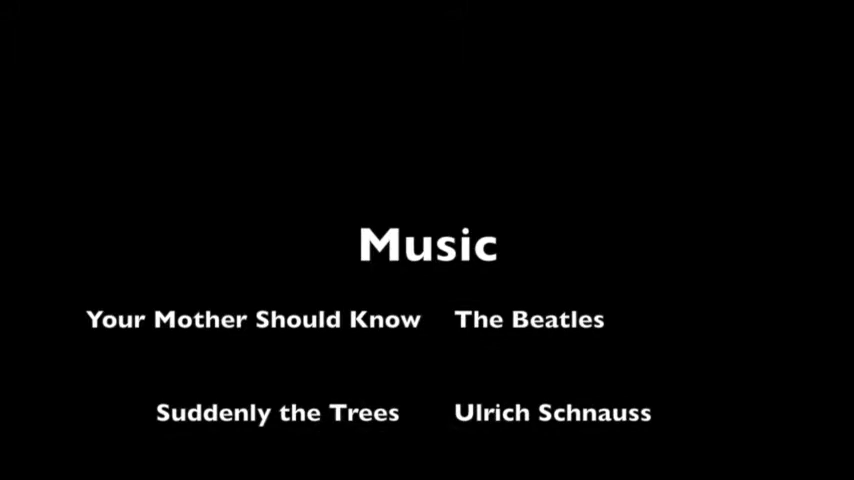 Music
Your Mother Should Know The Beatles
Suddenly the Trees Ulrich Schnauss